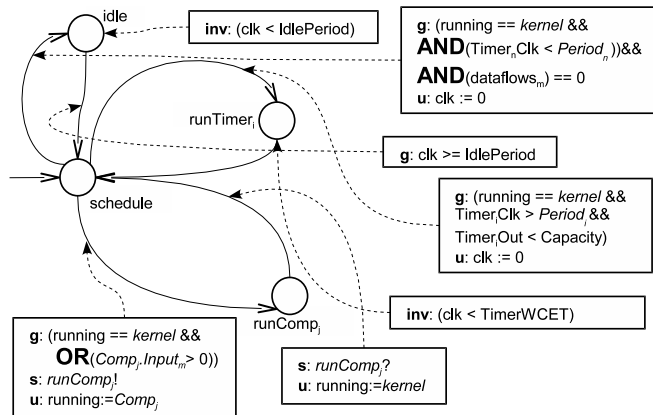 idle
inv: (clk < IdlePeriod)
g: (running == kernel &&
AND(TimerₙClk < Periodₙ))&&
AND(dataflowsₘ) == 0
u: clk := 0
runTimerᵢ
g: clk >= IdlePeriod
schedule
g: (running == kernel &&
TimerᵢClk > Periodᵢ &&
TimerᵢOut < Capacity)
u: clk := 0
runCompⱼ
inv: (clk < TimerWCET)
g: (running == kernel &&
OR(Compⱼ.Inputₘ> 0))
s: runCompⱼ!
u: running:=Compⱼ
s: runCompⱼ?
u: running:=kernel